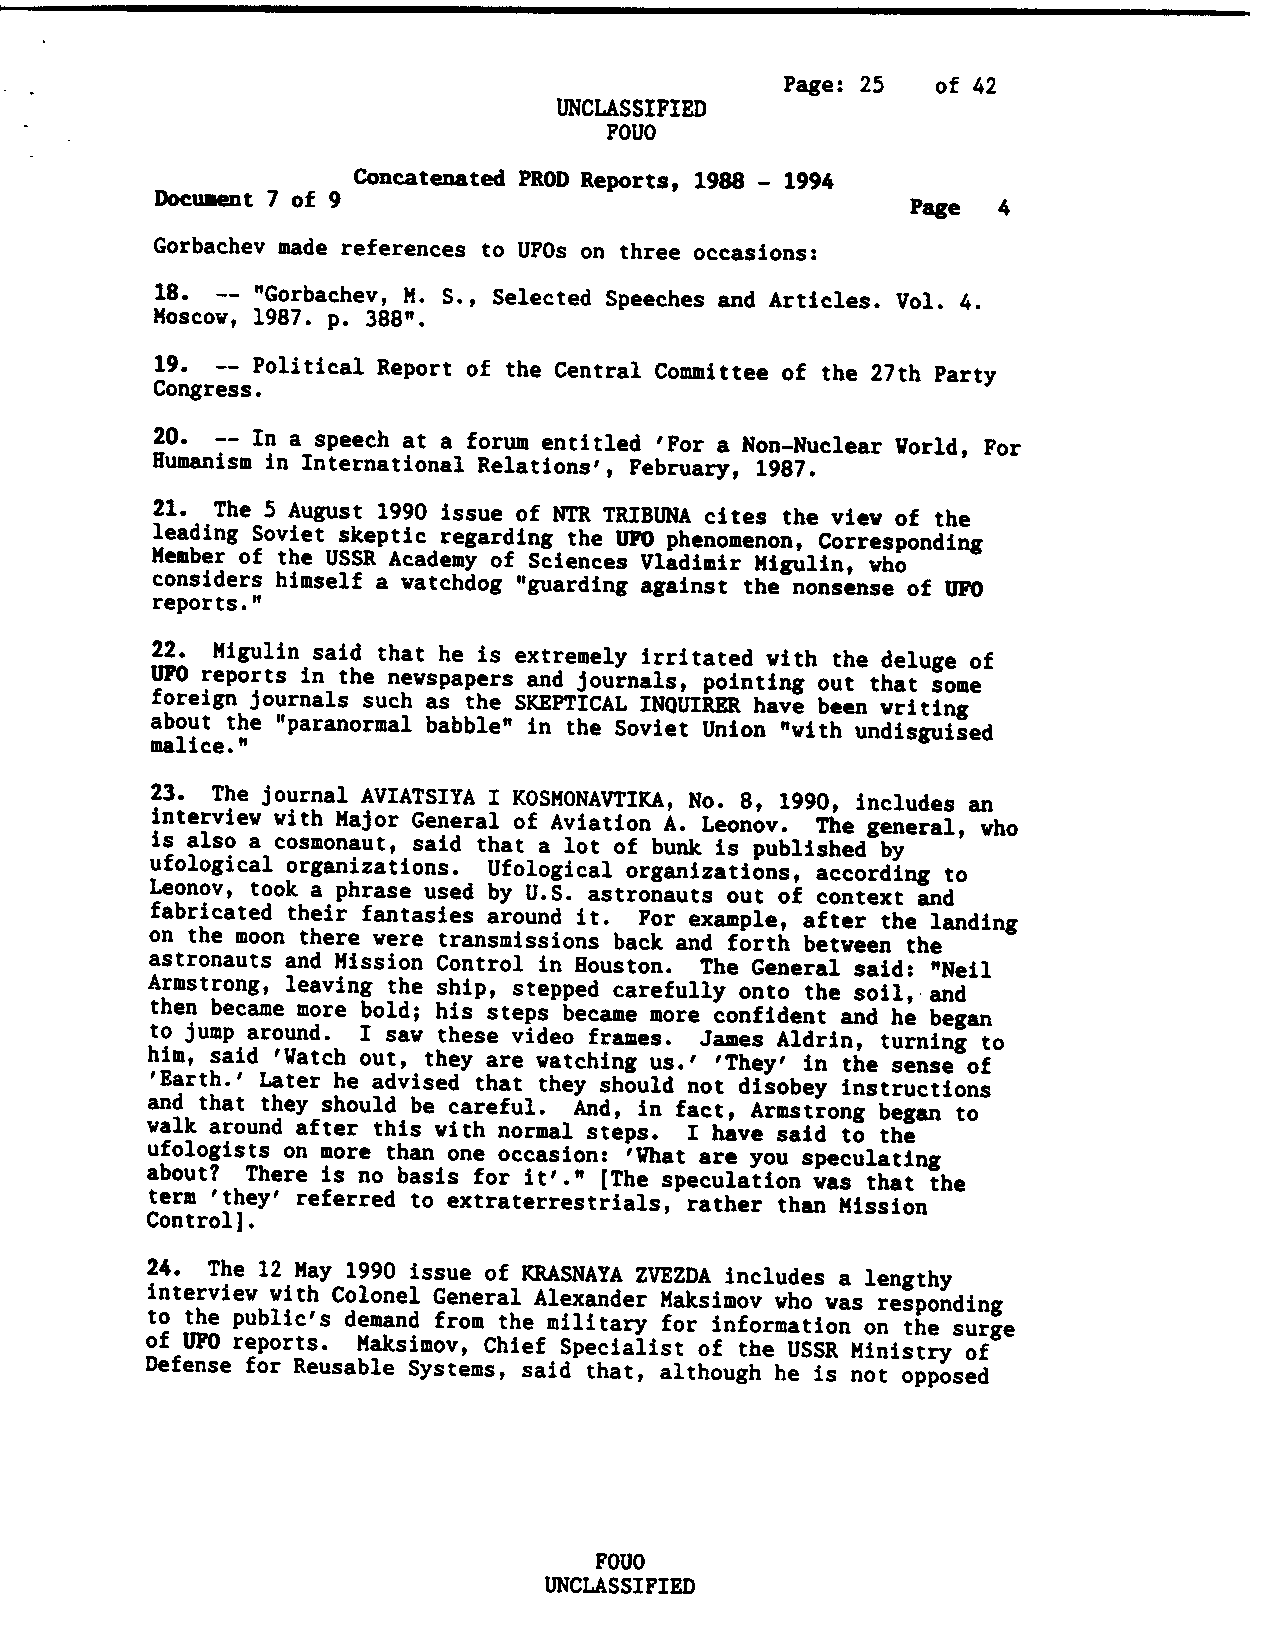 Page: 25 of 42
UNCLASSIFIED
FOUO
Concatenated PROD Reports, 1988 - 1994
Document 7 of 9
Page 4
Gorbachev made references to UFOs on three occasions:
18. -- "Gorbachev, M. S., Selected Speeches and Articles. Vol. 4.
Moscow, 1987. p. 388".
19. -- Political Report of the Central Committee of the 27th Party
Congress.
20. -- In a speech at a forum entitled 'For a Non-Nuclear World, For
Humanism in International Relations', February, 1987.
21. The 5 August 1990 issue of NTR TRIBUNA cites the view of the
leading Soviet skeptic regarding the UFO phenomenon, Corresponding
Member of the USSR Academy of Sciences Vladimir Migulin, who
considers himself a watchdog "guarding against the nonsense of UFO
reports."
22. Migulin said that he is extremely irritated with the deluge of
UFO reports in the newspapers and journals, pointing out that some
foreign journals such as the SKEPTICAL INQUIRER have been writing
about the "paranormal babble" in the Soviet Union "with undisguised
malice."
23. The journal AVIATSIYA I KOSMONAVTIKA, No. 8, 1990, includes an
interview with Major General of Aviation A. Leonov. The general, who
is also a cosmonaut, said that a lot of bunk is published by
ufological organizations. Ufological organizations, according to
Leonov, took a phrase used by U.S. astronauts out of context and
fabricated their fantasies around it. For example, after the landing
on the moon there were transmissions back and forth between the
astronauts and Mission Control in Houston. The General said: "Neil
Armstrong, leaving the ship, stepped carefully onto the soil, and
then became more bold; his steps became more confident and he began
to jump around. I saw these video frames. James Aldrin, turning to
him, said 'Watch out, they are watching us.' 'They' in the sense of
'Earth.' Later he advised that they should not disobey instructions
and that they should be careful. And, in fact, Armstrong began to
walk around after this with normal steps. I have said to the
ufologists on more than one occasion: 'What are you speculating
about? There is no basis for it'." [The speculation was that the
term 'they' referred to extraterrestrials, rather than Mission
Control].
24. The 12 May 1990 issue of KRASNAYA ZVEZDA includes a lengthy
interview with Colonel General Alexander Maksimov who was responding
to the public's demand from the military for information on the surge
of UFO reports. Maksimov, Chief Specialist of the USSR Ministry of
Defense for Reusable Systems, said that, although he is not opposed
FOUO
UNCLASSIFIED